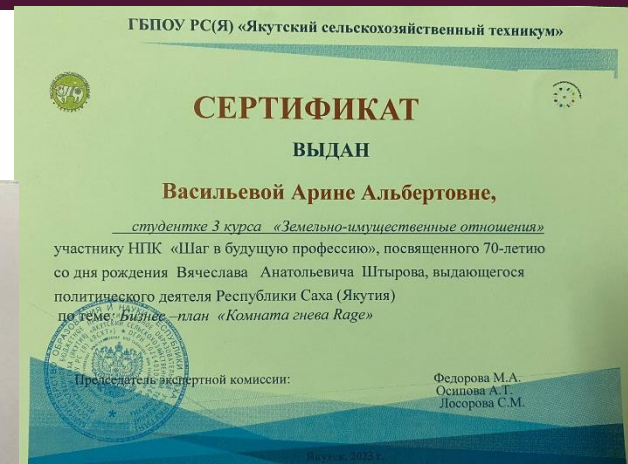 ГБПОУ РС(Я) «Якутский сельскохозяйственный техникум»
СЕРТИФИКАТ
ВЫДАН
Васильевой Арине Альбертовне,
студентке 3 курса «Земельно-имущественные отношения»
участнику НПК «Шаг в будущую профессию», посвященного 70-летию
со дня рождения Вячеслава Анатольевича Штырова, выдающегося
политического деятеля Республики Саха (Якутия)
по теме: Бизнес –план «Комната гнева Rage»
Председатель экспертной комиссии:
Федорова М.А.
Осипова А.Т.
Лосорова С.М.
Якутск, 2023 г.